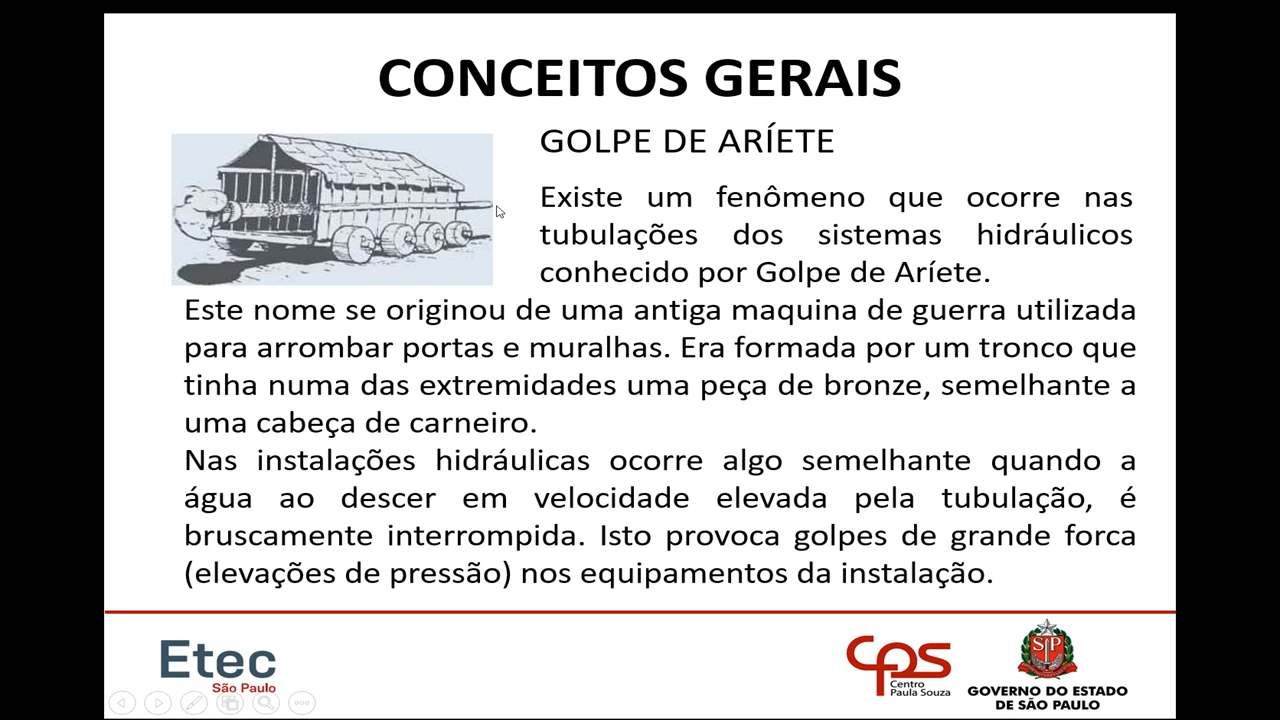 CONCEITOS GERAIS
GOLPE DE ARÍETE
Existe um fenômeno que ocorre nas
tubulações dos sistemas hidráulicos
conhecido por Golpe de Aríete.
Este nome se originou de uma antiga maquina de guerra utilizada
para arrombar portas e muralhas. Era formada por um tronco que
tinha numa das extremidades uma peça de bronze, semelhante a
uma cabeça de carneiro.
Nas instalações hidráulicas ocorre algo semelhante quando a
água ao descer em velocidade elevada pela tubulação, é
bruscamente interrompida. Isto provoca golpes de grande forca
(elevações de pressão) nos equipamentos da instalação.
Etec
São Paulo
cps
Centro
Paula Souza
SP
GOVERNO DO ESTADO
DE SÃO PAULO